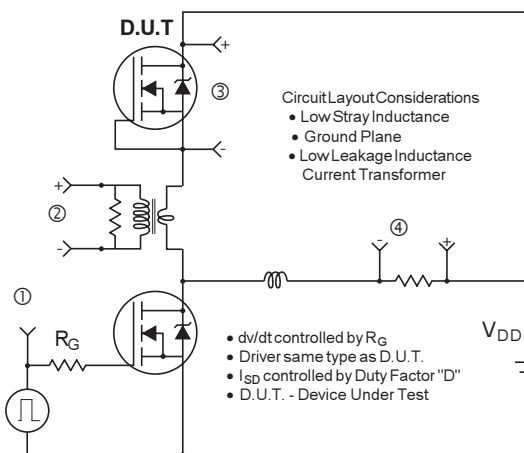 D.U.T
+
③
-
Circuit Layout Considerations
• Low Stray Inductance
• Ground Plane
• Low Leakage Inductance
Current Transformer
+
②
-
④
- +
①
RG
VDD
• dv/dt controlled by RG
• Driver same type as D.U.T.
• ISD controlled by Duty Factor "D"
• D.U.T. - Device Under Test